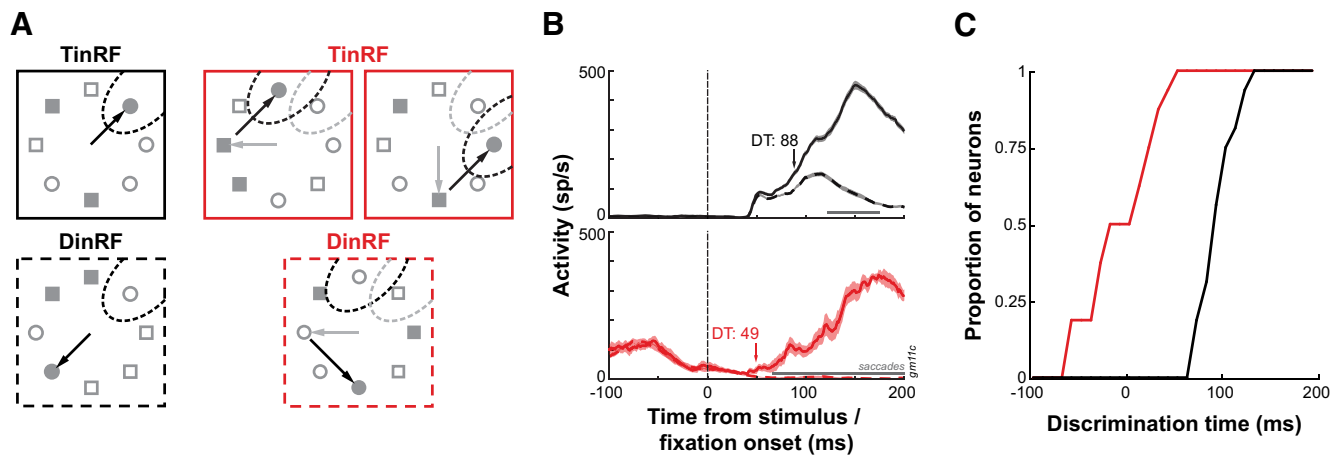 A
TinRF
TinRF
DinRF
DinRF
B
500
DT: 88
0
500
DT: 49
saccades
gm11c
0
-100
0
100
200
Activity (sp/s)
Time from stimulus /
fixation onset (ms)
C
1
0.75
0.5
0.25
0
-100
0
100
200
Proportion of neurons
Discrimination time (ms)